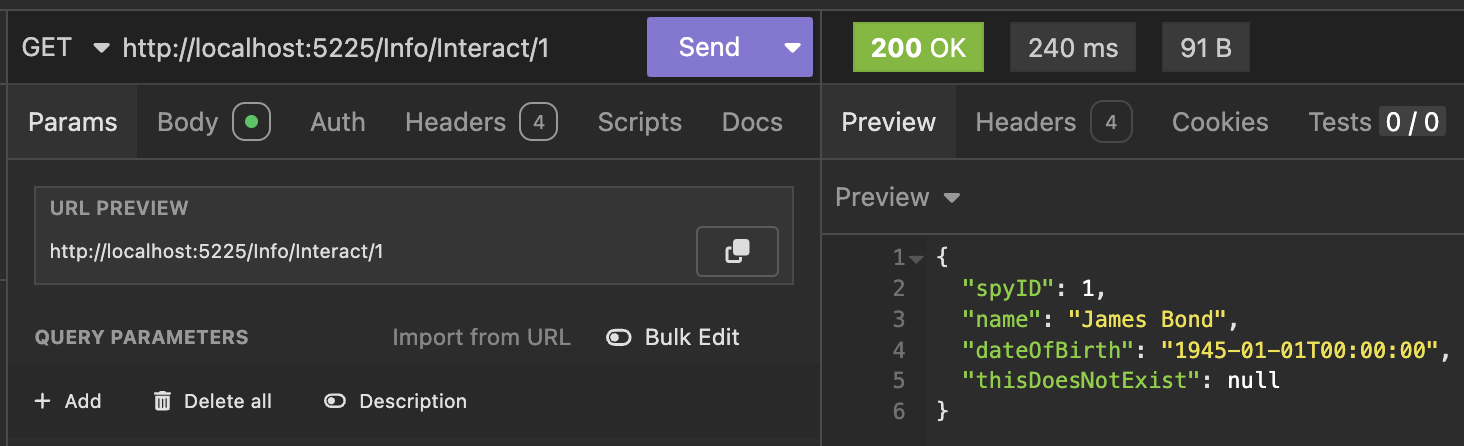 GET http://localhost:5225/Info/Interact/1 Send
200 OK 240 ms 91 B
Params Body Auth Headers 4 Scripts Docs
Preview Headers 4 Cookies Tests 0 / 0
URL PREVIEW
http://localhost:5225/Info/Interact/1
QUERY PARAMETERS Import from URL Bulk Edit
+ Add Delete all Description
Preview
1 {
2 "spyID": 1,
3 "name": "James Bond",
4 "dateOfBirth": "1945-01-01T00:00:00",
5 "thisDoesNotExist": null
6 }